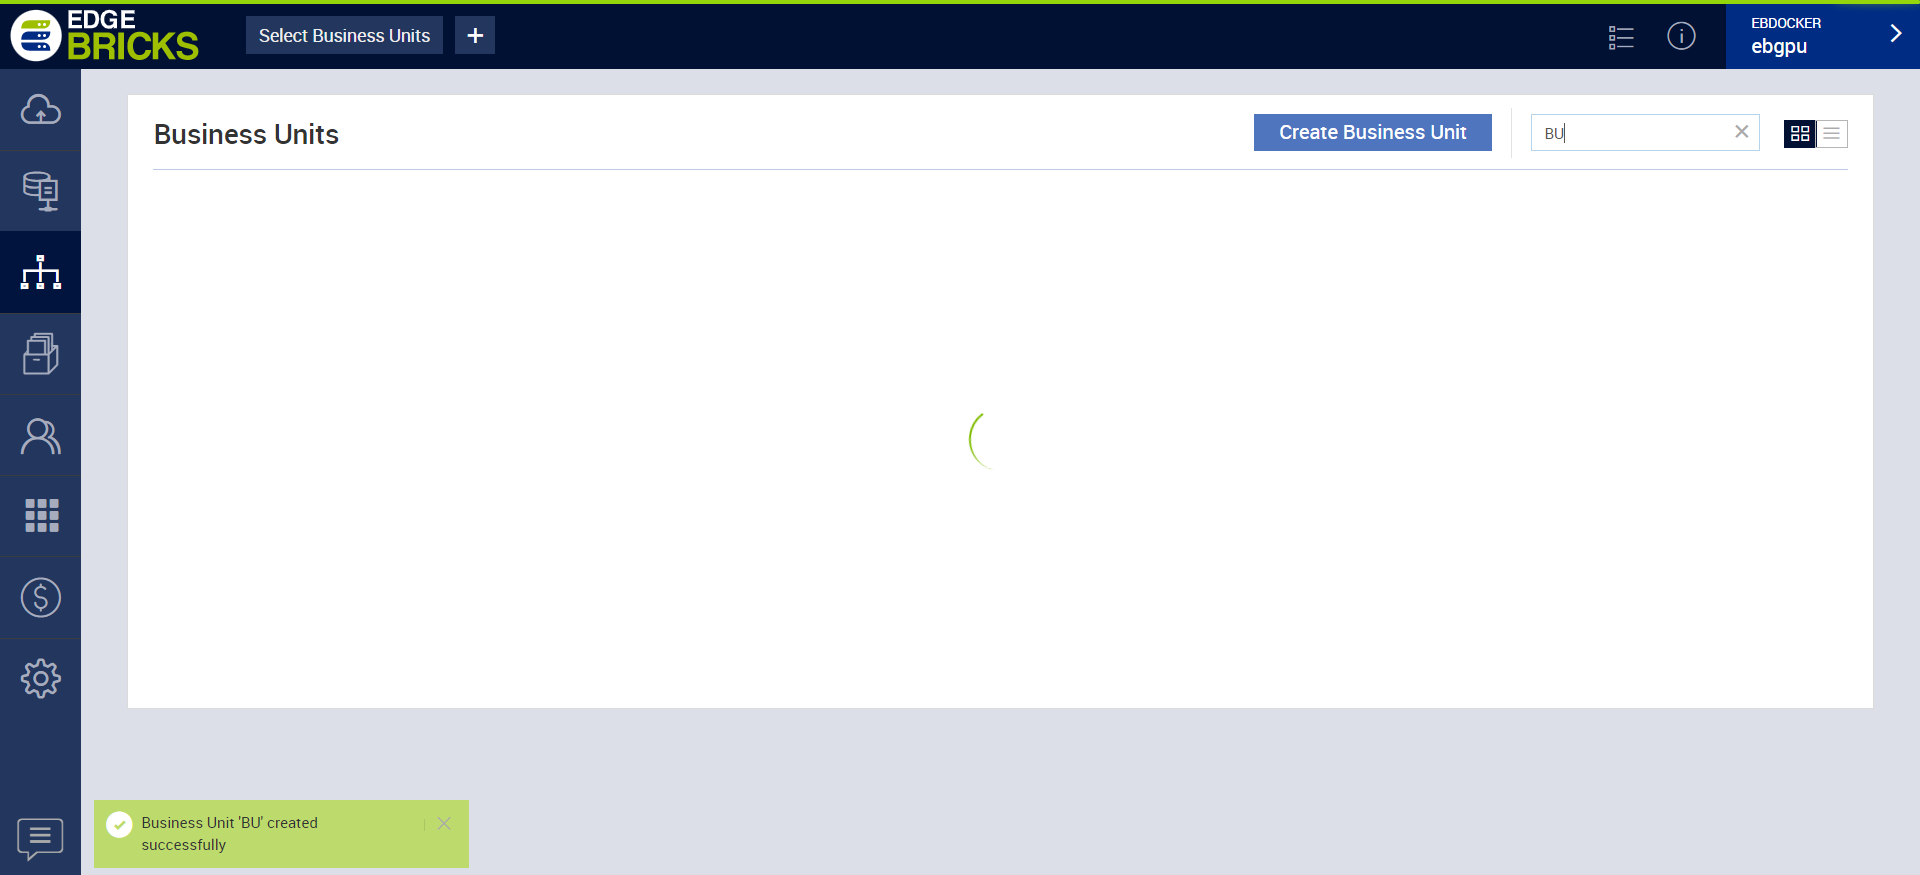 EDGE
BRICKS
Select Business Units
+
EBDOCKER
ebgpu
Business Units
Create Business Unit
BU
Business Unit 'BU' created
successfully